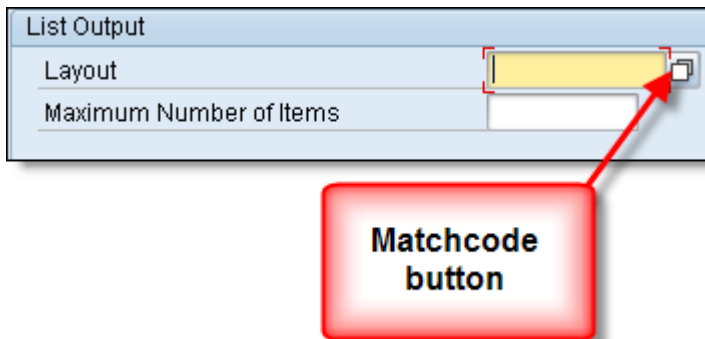 List Output
Layout
Maximum Number of Items
Matchcode
button